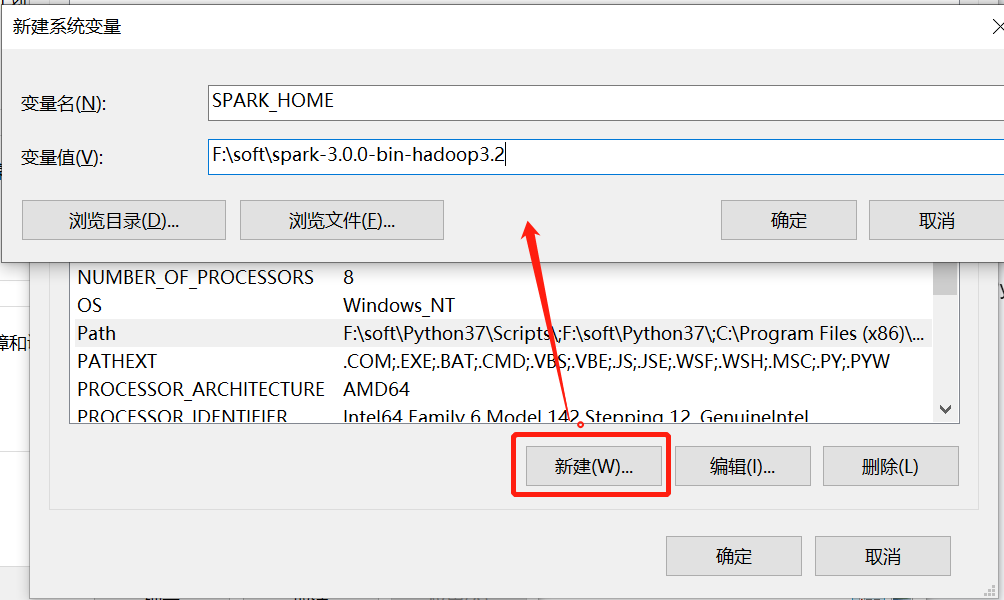 新建系统变量
变量名(N):
SPARK_HOME
变量值(V):
F:\soft\spark-3.0.0-bin-hadoop3.2
浏览目录(D)...
浏览文件(F)...
确定
取消
NUMBER_OF_PROCESSORS 8
OS Windows_NT
Path F:\soft\Python37\Scripts\;F:\soft\Python37\;C:\Program Files (x86)\...
PATHEXT .COM;.EXE;.BAT;.CMD;.VBS;.VBE;.JS;.JSE;.WSF;.WSH;.MSC;.PY;.PYW
PROCESSOR_ARCHITECTURE AMD64
PROCESSOR_IDENTIFIER Intel64 Family 6 Model 142 Stepping 12, GenuineIntel
障和
新建(W)...
编辑(I)...
删除(L)
确定
取消